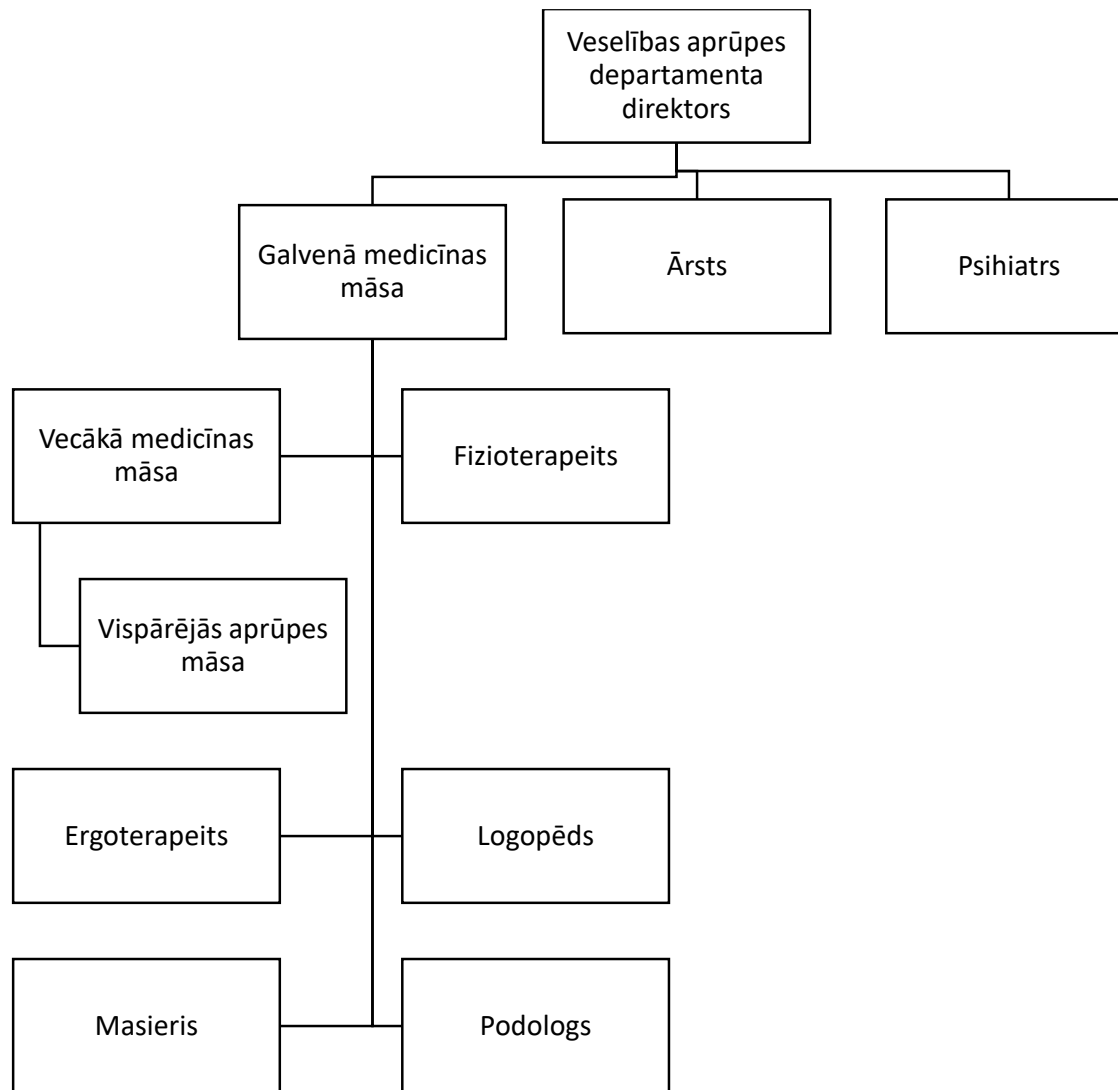 Veselības aprūpes
departamenta
direktors
Galvenā medicīnas
māsa
Ārsts
Psihiatrs
Vecākā medicīnas
māsa
Fizioterapeits
Vispārējās aprūpes
māsa
Ergoterapeits
Logopēds
Masieris
Podologs